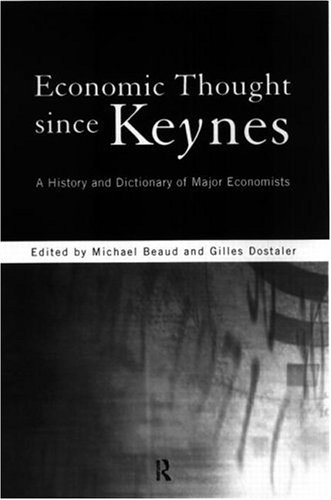 Economic Thought
since Keynes
A History and Dictionary of Major Economists
Edited by Michael Beaud and Gilles Dostaler
R